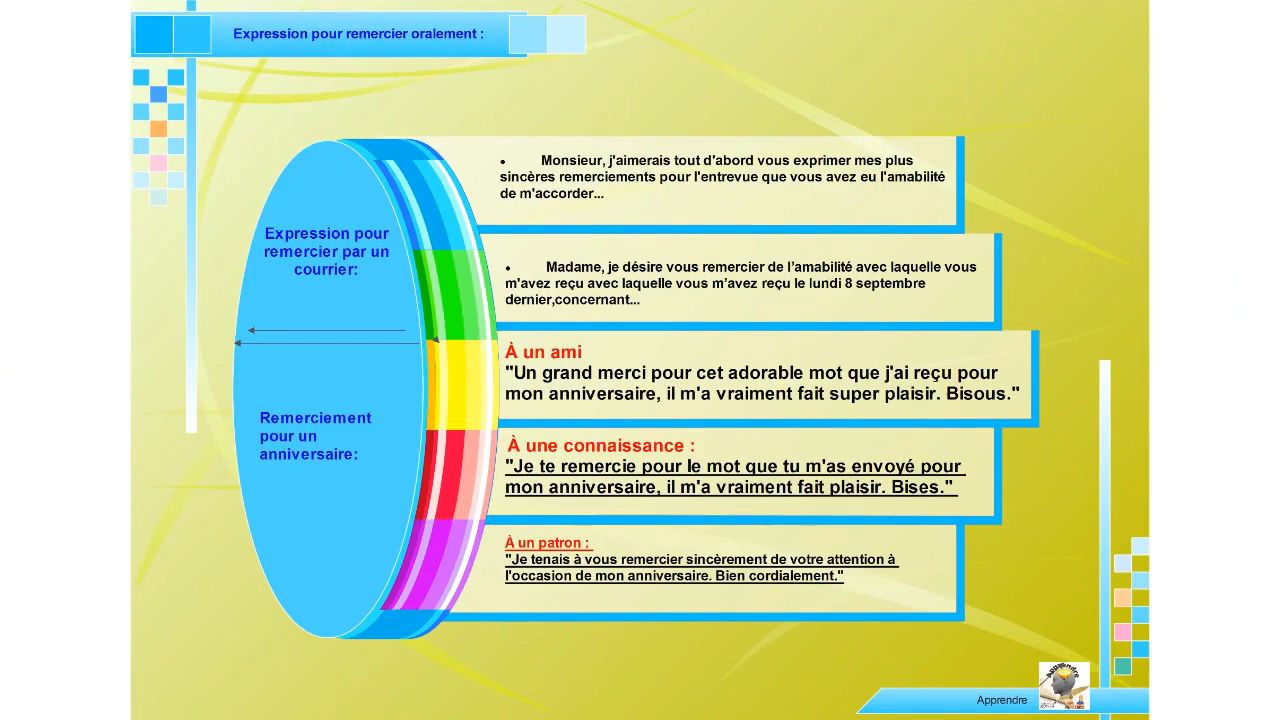 Expression pour remercier oralement :
• Monsieur, j'aimerais tout d'abord vous exprimer mes plus
sincères remerciements pour l'entrevue que vous avez eu l'amabilité
de m'accorder...
Expression pour
remercier par un
courrier:
• Madame, je désire vous remercier de l’amabilité avec laquelle vous
m'avez reçu avec laquelle vous m’avez reçu le lundi 8 septembre
dernier,concernant...
À un ami
"Un grand merci pour cet adorable mot que j'ai reçu pour
mon anniversaire, il m'a vraiment fait super plaisir. Bisous."
Remerciement
pour un
anniversaire:
À une connaissance :
"Je te remercie pour le mot que tu m'as envoyé pour
mon anniversaire, il m'a vraiment fait plaisir. Bises."
À un patron :
"Je tenais à vous remercier sincèrement de votre attention à
l'occasion de mon anniversaire. Bien cordialement."
Apprendre
Apprendre